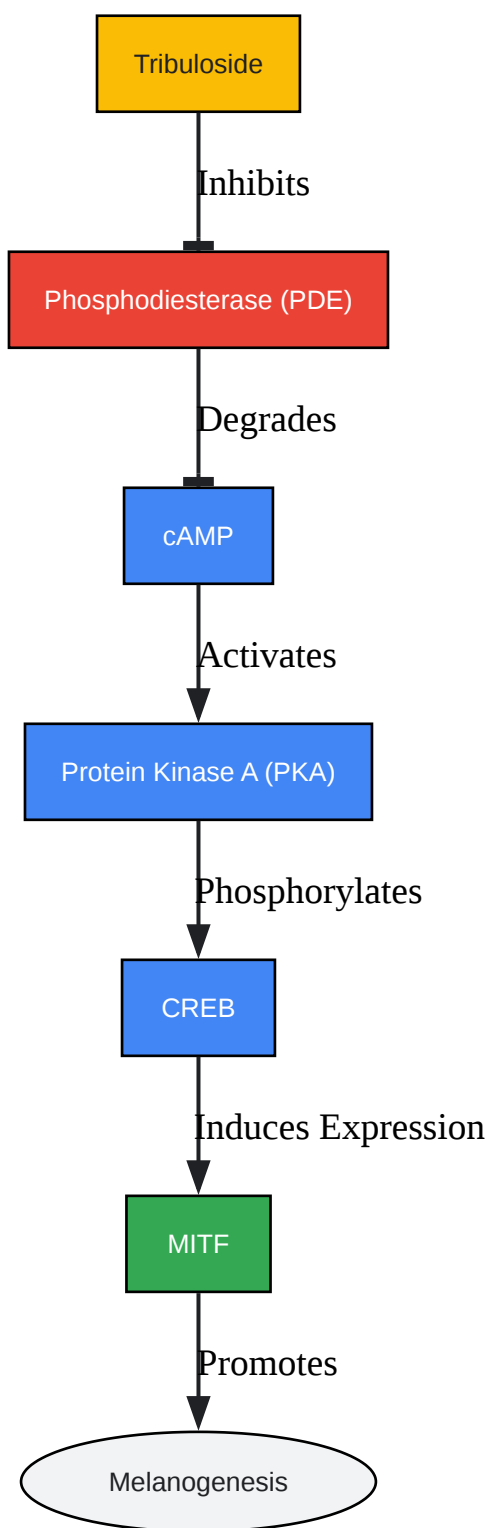 Tribuloside
Inhibits
Phosphodiesterase (PDE)
Degrades
cAMP
Activates
Protein Kinase A (PKA)
Phosphorylates
CREB
Induces Expression
MITF
Promotes
Melanogenesis